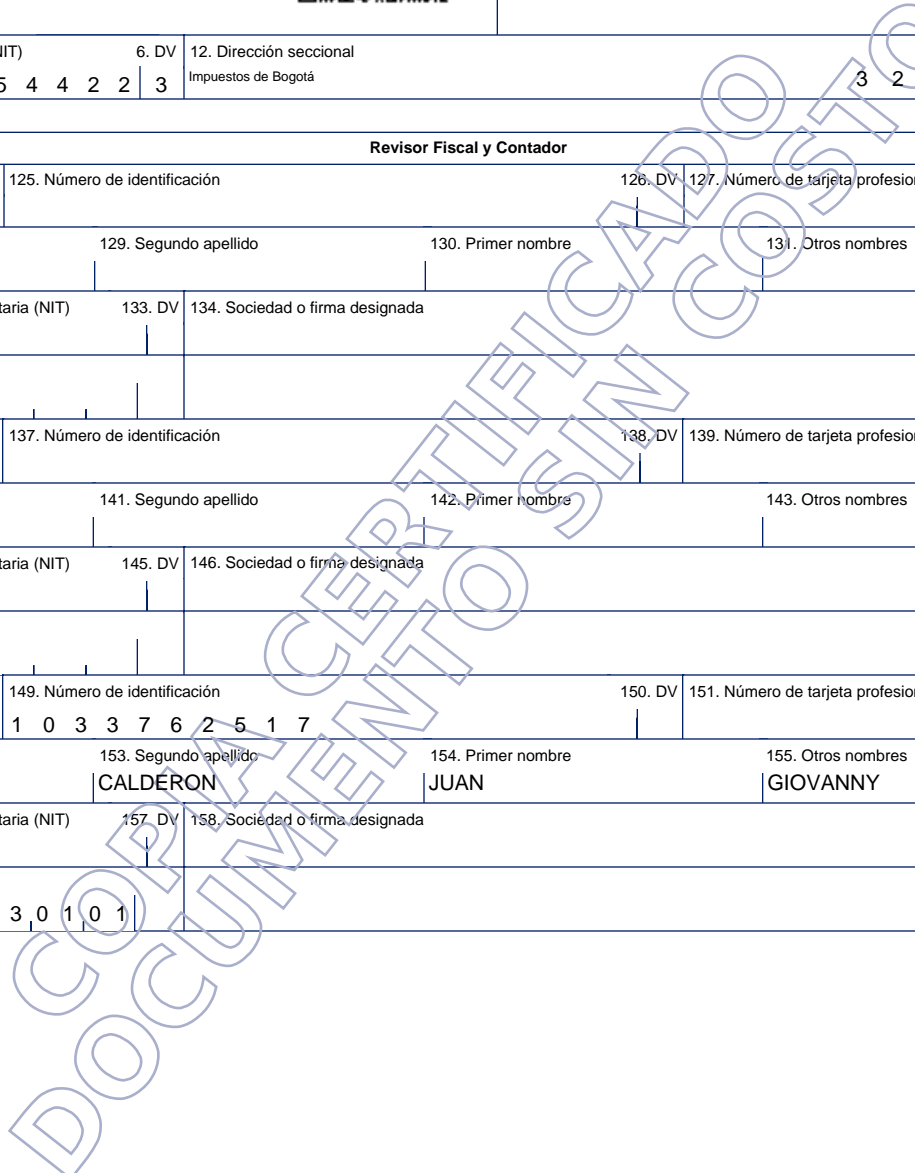 NIT) 6. DV 12. Dirección seccional
5 4 4 2 2 3 Impuestos de Bogotá 3 2
Revisor Fiscal y Contador
125. Número de identificación 126. DV 127. Número de tarjeta profesion
129. Segundo apellido 130. Primer nombre 131. Otros nombres
taria (NIT) 133. DV 134. Sociedad o firma designada
137. Número de identificación 138. DV 139. Número de tarjeta profesion
141. Segundo apellido 142. Primer nombre 143. Otros nombres
taria (NIT) 145. DV 146. Sociedad o firma designada
149. Número de identificación 150. DV 151. Número de tarjeta profesion
1 0 3 3 7 6 2 5 1 7
153. Segundo apellido 154. Primer nombre 155. Otros nombres
CALDERON JUAN GIOVANNY
taria (NIT) 157. DV 158. Sociedad o firma designada
3 0 1 0 1
COPIA CERTIFICADO
DOCUMENTO SIN COSTO